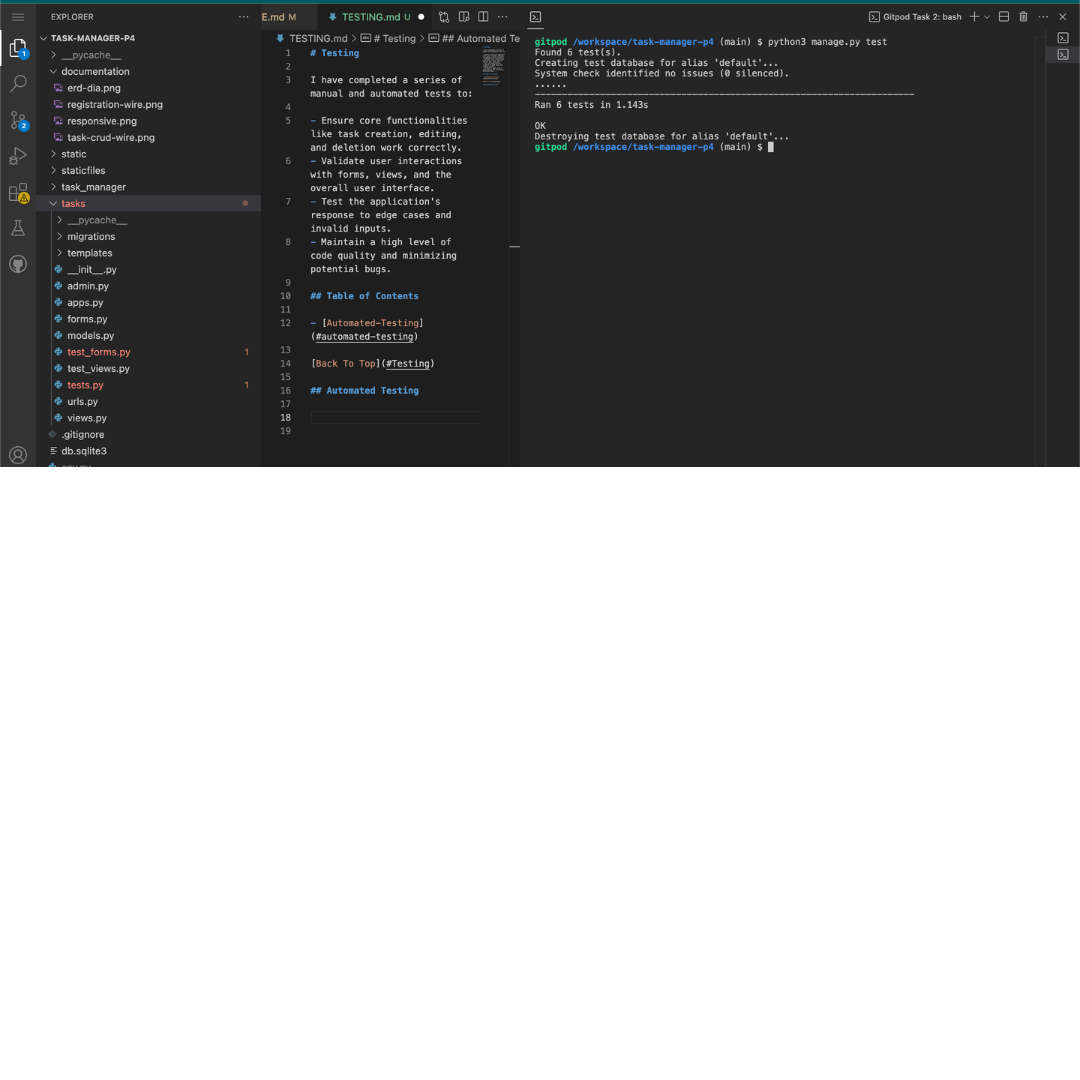 EXPLORER
TASK-MANAGER-P4
__pycache__
documentation
erd-dia.png
registration-wire.png
responsive.png
task-crud-wire.png
static
staticfiles
task_manager
tasks
__pycache__
migrations
templates
__init__.py
admin.py
apps.py
forms.py
models.py
test_forms.py 1
test_views.py
tests.py 1
urls.py
views.py
.gitignore
db.sqlite3
1
2
E.md M
TESTING.md U
TESTING.md > # Testing > ## Automated Te
1 # Testing
2
3 I have completed a series of
manual and automated tests to:
4
5 - Ensure core functionalities
like task creation, editing,
and deletion work correctly.
6 - Validate user interactions
with forms, views, and the
overall user interface.
7 - Test the application's
response to edge cases and
invalid inputs.
8 - Maintain a high level of
code quality and minimizing
potential bugs.
9
10 ## Table of Contents
11
12 - [Automated-Testing]
(#automated-testing)
13
14 [Back To Top](#Testing)
15
16 ## Automated Testing
17
18
19
Gitpod Task 2: bash
gitpod /workspace/task-manager-p4 (main) $ python3 manage.py test
Found 6 test(s).
Creating test database for alias 'default'...
System check identified no issues (0 silenced).
......
----------------------------------------------------------------------
Ran 6 tests in 1.143s
OK
Destroying test database for alias 'default'...
gitpod /workspace/task-manager-p4 (main) $